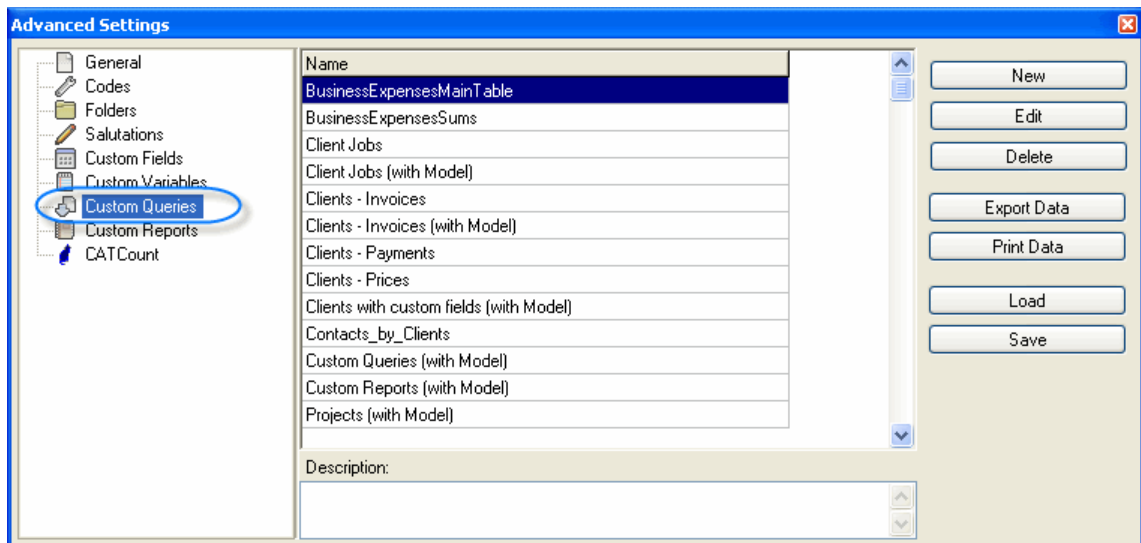 Advanced Settings
General
Codes
Folders
Salutations
Custom Fields
Custom Variables
Custom Queries
Custom Reports
CATCount
Name
BusinessExpensesMainTable
BusinessExpensesSums
Client Jobs
Client Jobs (with Model)
Clients - Invoices
Clients - Invoices (with Model)
Clients - Payments
Clients - Prices
Clients with custom fields (with Model)
Contacts_by_Clients
Custom Queries (with Model)
Custom Reports (with Model)
Projects (with Model)
Description:
New
Edit
Delete
Export Data
Print Data
Load
Save